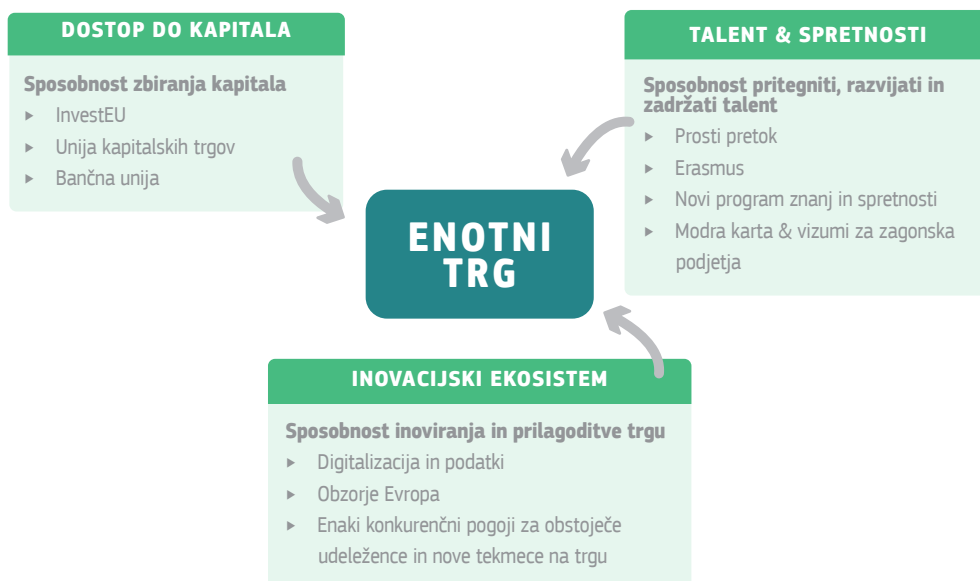 DOSTOP DO KAPITALA
Sposobnost zbiranja kapitala
▸ InvestEU
▸ Unija kapitalskih trgov
▸ Bančna unija
TALENT & SPRETNOSTI
Sposobnost pritegniti, razvijati in
zadržati talent
▸ Prosti pretok
▸ Erasmus
▸ Novi program znanj in spretnosti
▸ Modra karta & vizumi za zagonska
podjetja
ENOTNI
TRG
INOVACIJSKI EKOSISTEM
Sposobnost inoviranja in prilagoditve trgu
▸ Digitalizacija in podatki
▸ Obzorje Evropa
▸ Enaki konkurenčni pogoji za obstoječe
udeležence in nove tekmece na trgu